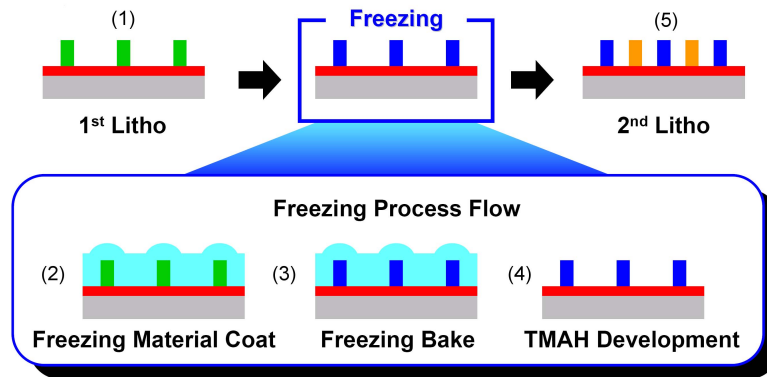 (1)
Freezing
(5)
1st Litho
2nd Litho
Freezing Process Flow
(2)
(3)
(4)
Freezing Material Coat
Freezing Bake
TMAH Development